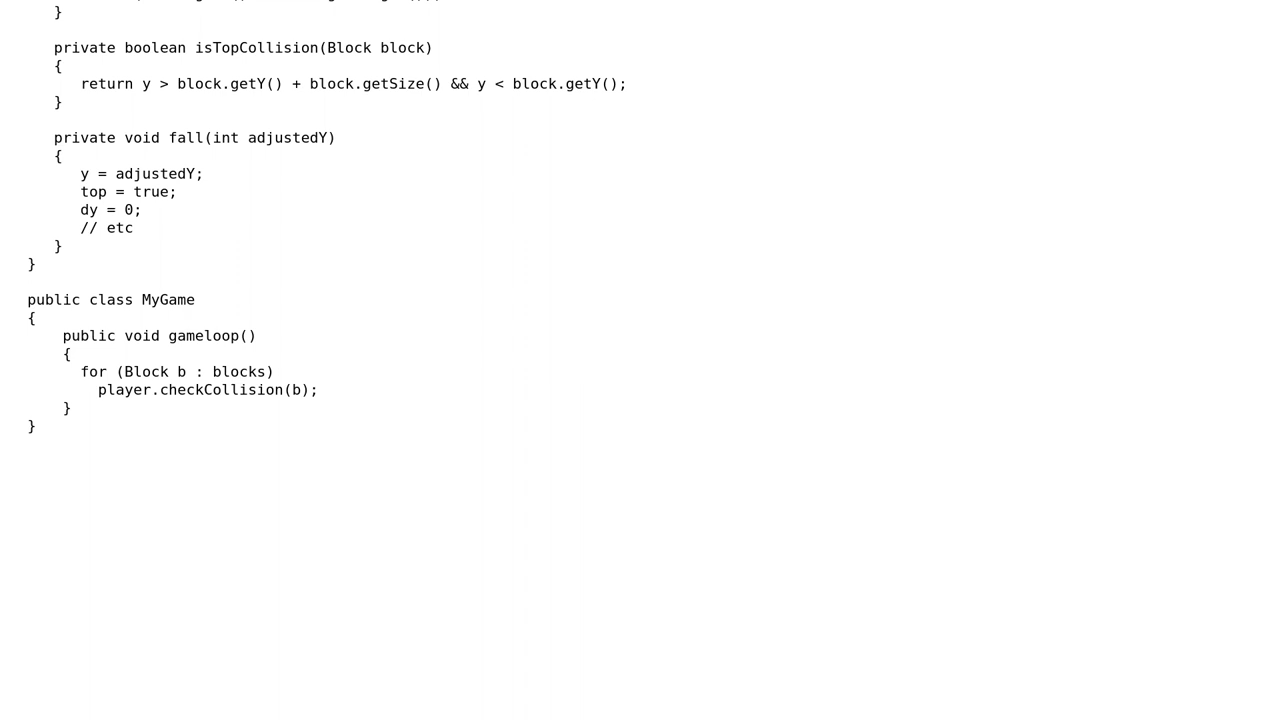 }
private boolean isTopCollision(Block block)
{
return y > block.getY() + block.getSize() && y < block.getY();
}
private void fall(int adjustedY)
{
y = adjustedY;
top = true;
dy = 0;
// etc
}
}
public class MyGame
{
public void gameloop()
{
for (Block b : blocks)
player.checkCollision(b);
}
}